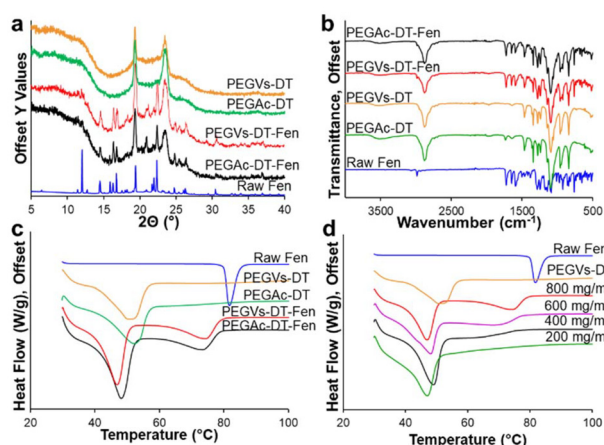 a
Offset Y Values
PEGVs-DT
PEGAc-DT
PEGVs-DT-Fen
PEGAc-DT-Fen
Raw Fen
5 10 15 20 25 30 35 40
2Θ (°)
b
Transmittance, Offset
PEGAc-DT-Fen
PEGVs-DT-Fen
PEGVs-DT
PEGAc-DT
Raw Fen
4500 3500 2500 1500 500
Wavenumber (cm⁻¹)
c
Heat Flow (W/g), Offset
Raw Fen
PEGVs-DT
PEGAc-DT
PEGVs-DT-Fen
PEGAc-DT-Fen
20 40 60 80 100
Temperature (°C)
d
Heat Flow (W/g), Offset
Raw Fe
PEGVs-D
800 mg/m
600 mg/m
400 mg/m
200 mg/m
20 40 60 80 100
Temperature (°C)